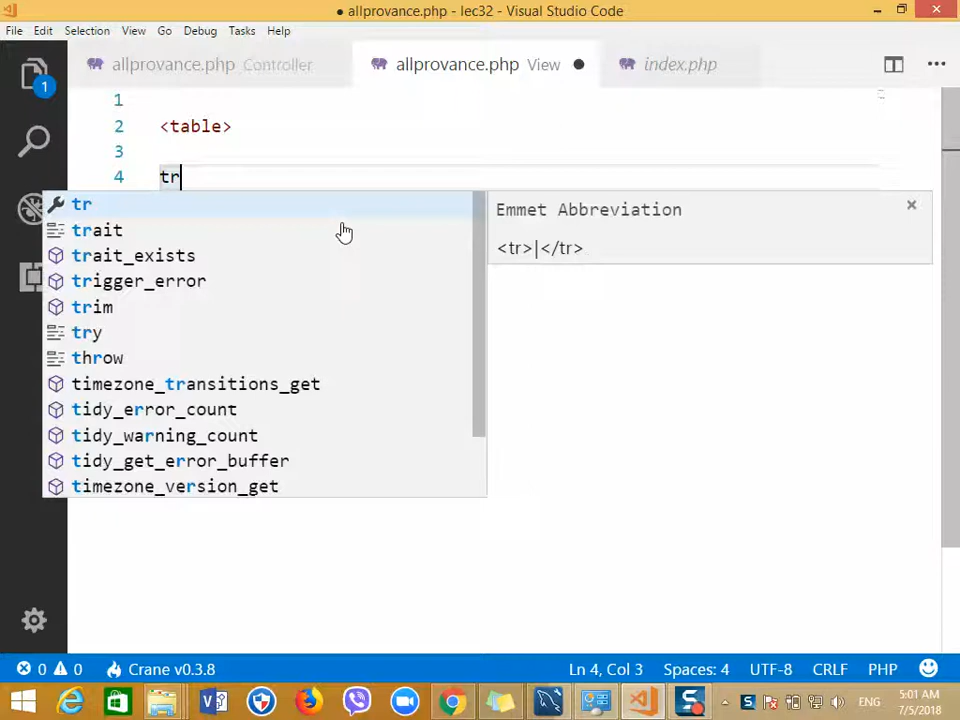 ● allprovance.php - lec32 - Visual Studio Code
File Edit Selection View Go Debug Tasks Help
allprovance.php Controller
allprovance.php View ●
index.php
1
2 <table>
3
4 tr
tr
trait
trait_exists
trigger_error
trim
try
throw
timezone_transitions_get
tidy_error_count
tidy_warning_count
tidy_get_error_buffer
timezone_version_get
Emmet Abbreviation
<tr>|</tr>
1
0 0 Crane v0.3.8 Ln 4, Col 3 Spaces: 4 UTF-8 CRLF PHP
ENG
5:01 AM
7/5/2018